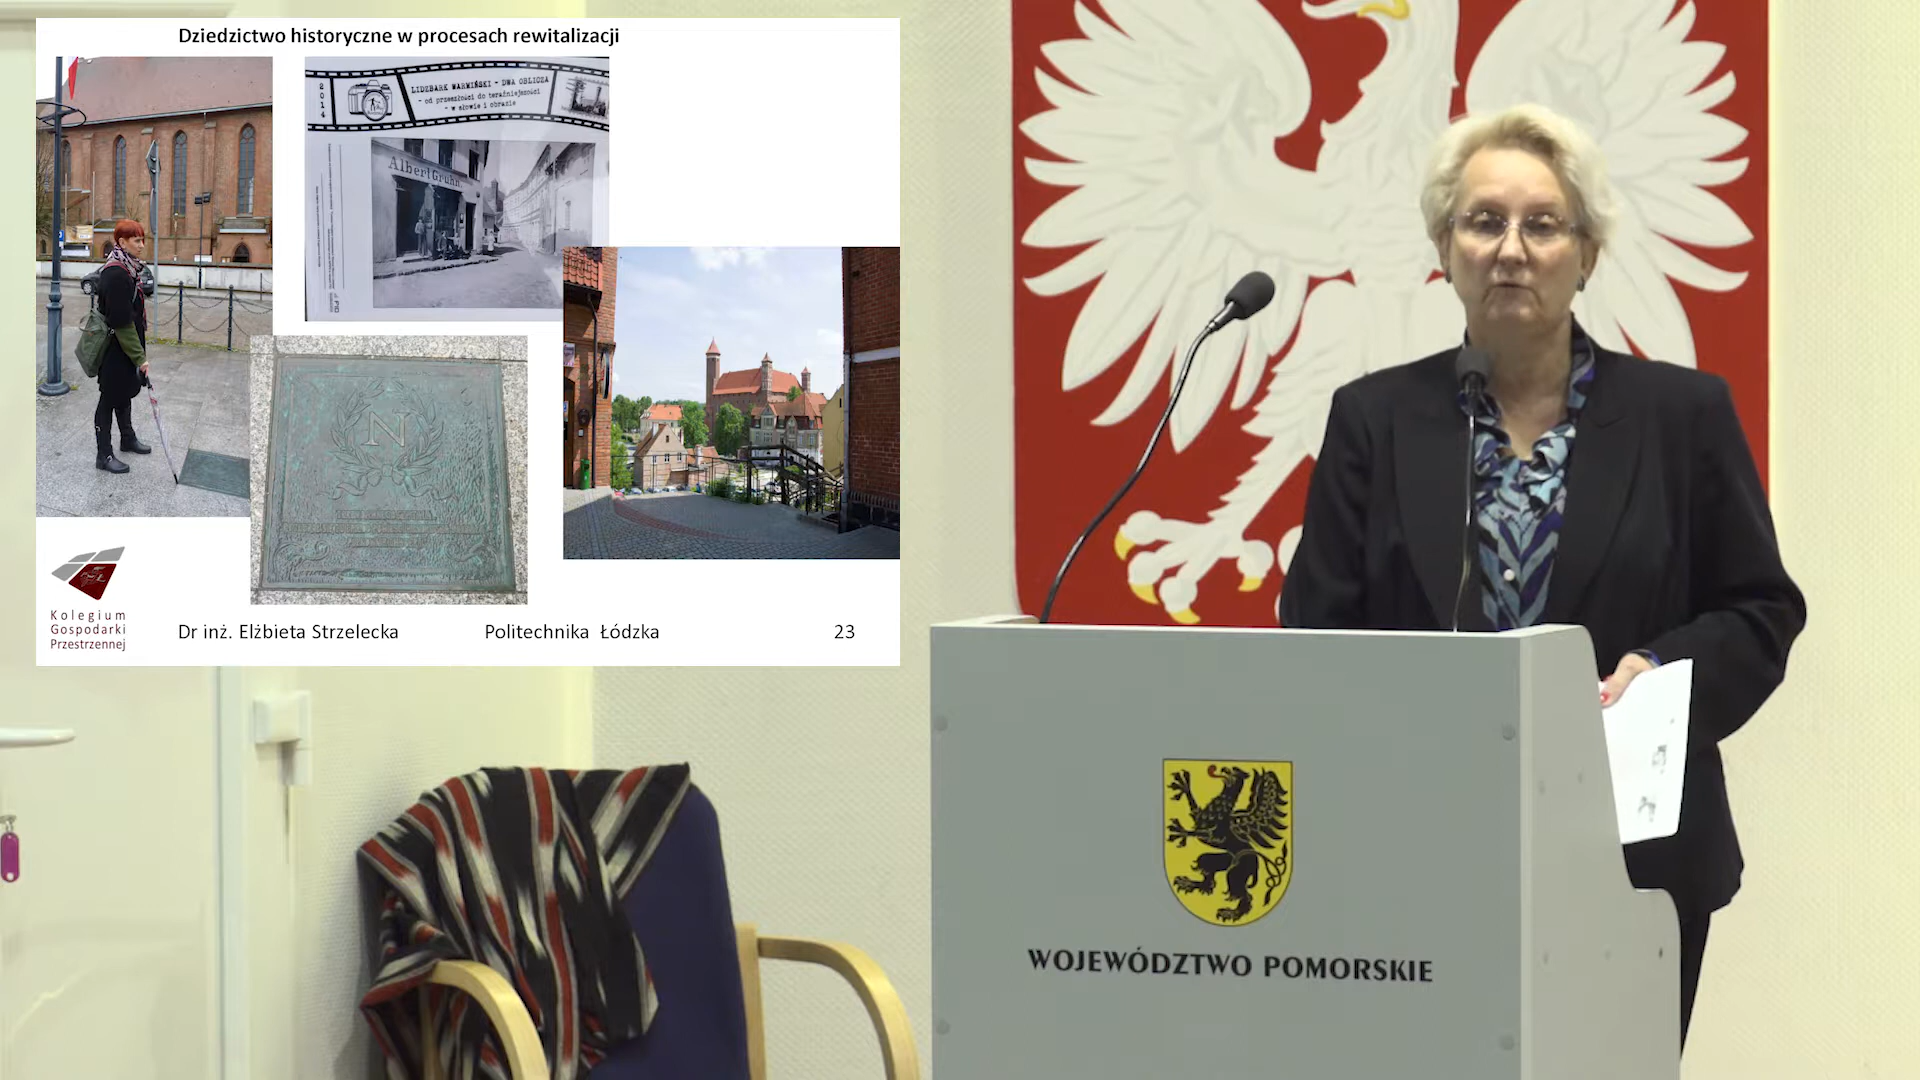 Dziedzictwo historyczne w procesach rewitalizacji
2014
LIDZBARK WARMIŃSKI - DWA OBLICZA
- od przeszłości do teraźniejszości
- w słowie i obrazie
Albert Gruhn
N
Kolegium
Gospodarki
Przestrzennej
Dr inż. Elżbieta Strzelecka
Politechnika Łódzka
23
WOJEWÓDZTWO POMORSKIE